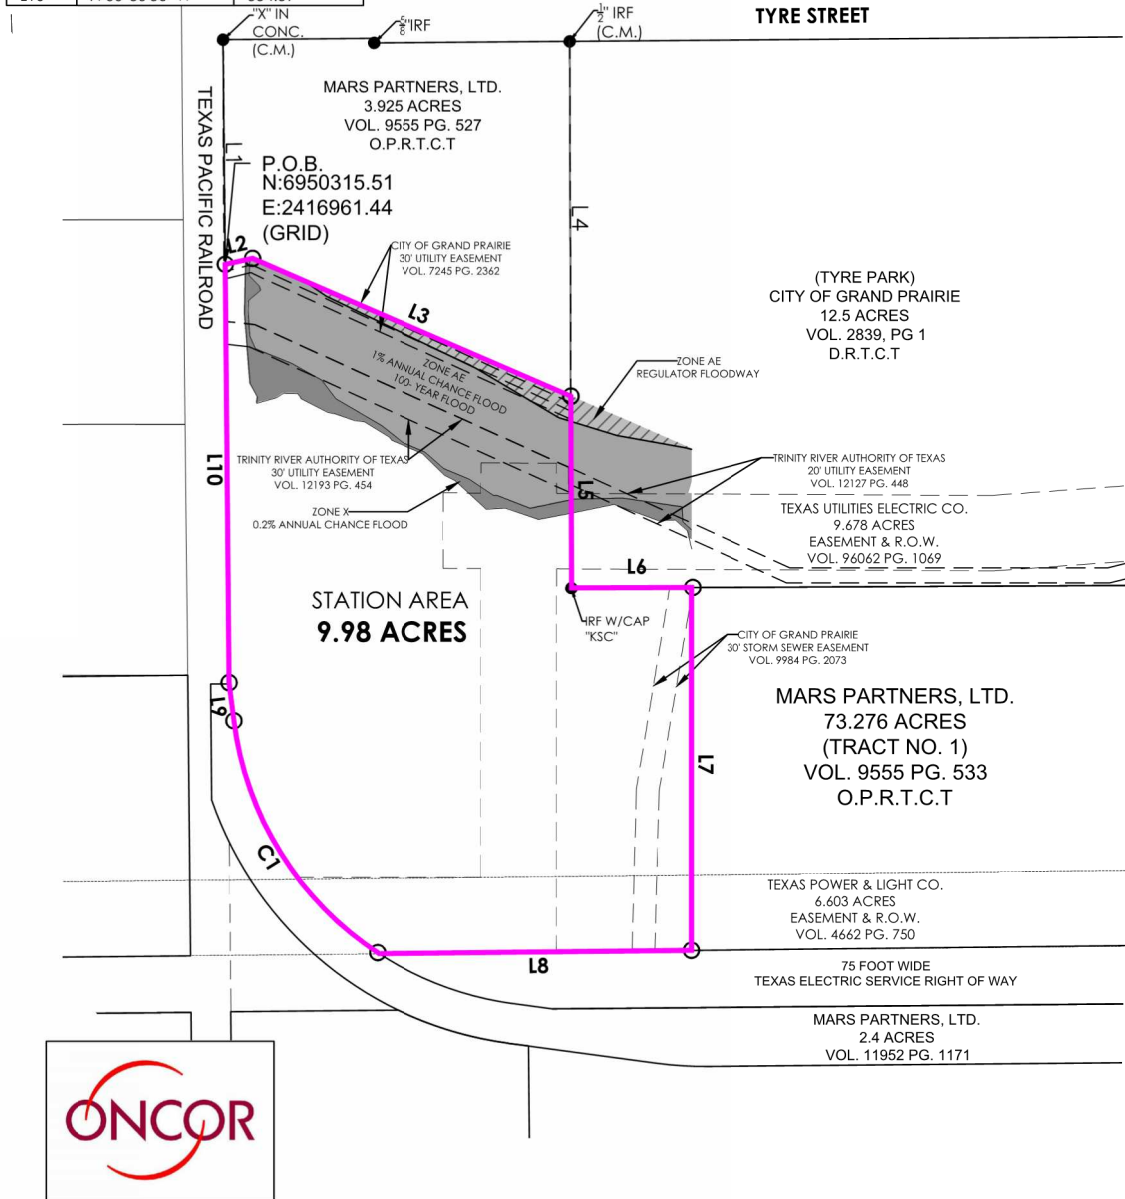 TYRE STREET
"X" IN
CONC.
(C.M.)
5/8" IRF
1/2" IRF
(C.M.)
MARS PARTNERS, LTD.
3.925 ACRES
VOL. 9555 PG. 527
O.P.R.T.C.T
TEXAS PACIFIC RAILROAD
L1
P.O.B.
N:6950315.51
E:2416961.44
(GRID)
L2
L4
CITY OF GRAND PRAIRIE
30' UTILITY EASEMENT
VOL. 7245 PG. 2362
L3
(TYRE PARK)
CITY OF GRAND PRAIRIE
12.5 ACRES
VOL. 2839, PG 1
D.R.T.C.T
ZONE AE
1% ANNUAL CHANCE FLOOD
100- YEAR FLOOD
ZONE AE
REGULATOR FLOODWAY
L10
TRINITY RIVER AUTHORITY OF TEXAS
30' UTILITY EASEMENT
VOL. 12193 PG. 454
TRINITY RIVER AUTHORITY OF TEXAS
20' UTILITY EASEMENT
VOL. 12127 PG. 448
L5
ZONE X
0.2% ANNUAL CHANCE FLOOD
TEXAS UTILITIES ELECTRIC CO.
9.678 ACRES
EASEMENT & R.O.W.
VOL. 96062 PG. 1069
L6
STATION AREA
9.98 ACRES
IRF W/CAP
"KSC"
CITY OF GRAND PRAIRIE
30' STORM SEWER EASEMENT
VOL. 9984 PG. 2073
L9
MARS PARTNERS, LTD.
73.276 ACRES
(TRACT NO. 1)
VOL. 9555 PG. 533
O.P.R.T.C.T
L7
C1
TEXAS POWER & LIGHT CO.
6.603 ACRES
EASEMENT & R.O.W.
VOL. 4662 PG. 750
L8
75 FOOT WIDE
TEXAS ELECTRIC SERVICE RIGHT OF WAY
MARS PARTNERS, LTD.
2.4 ACRES
VOL. 11952 PG. 1171
ONCOR